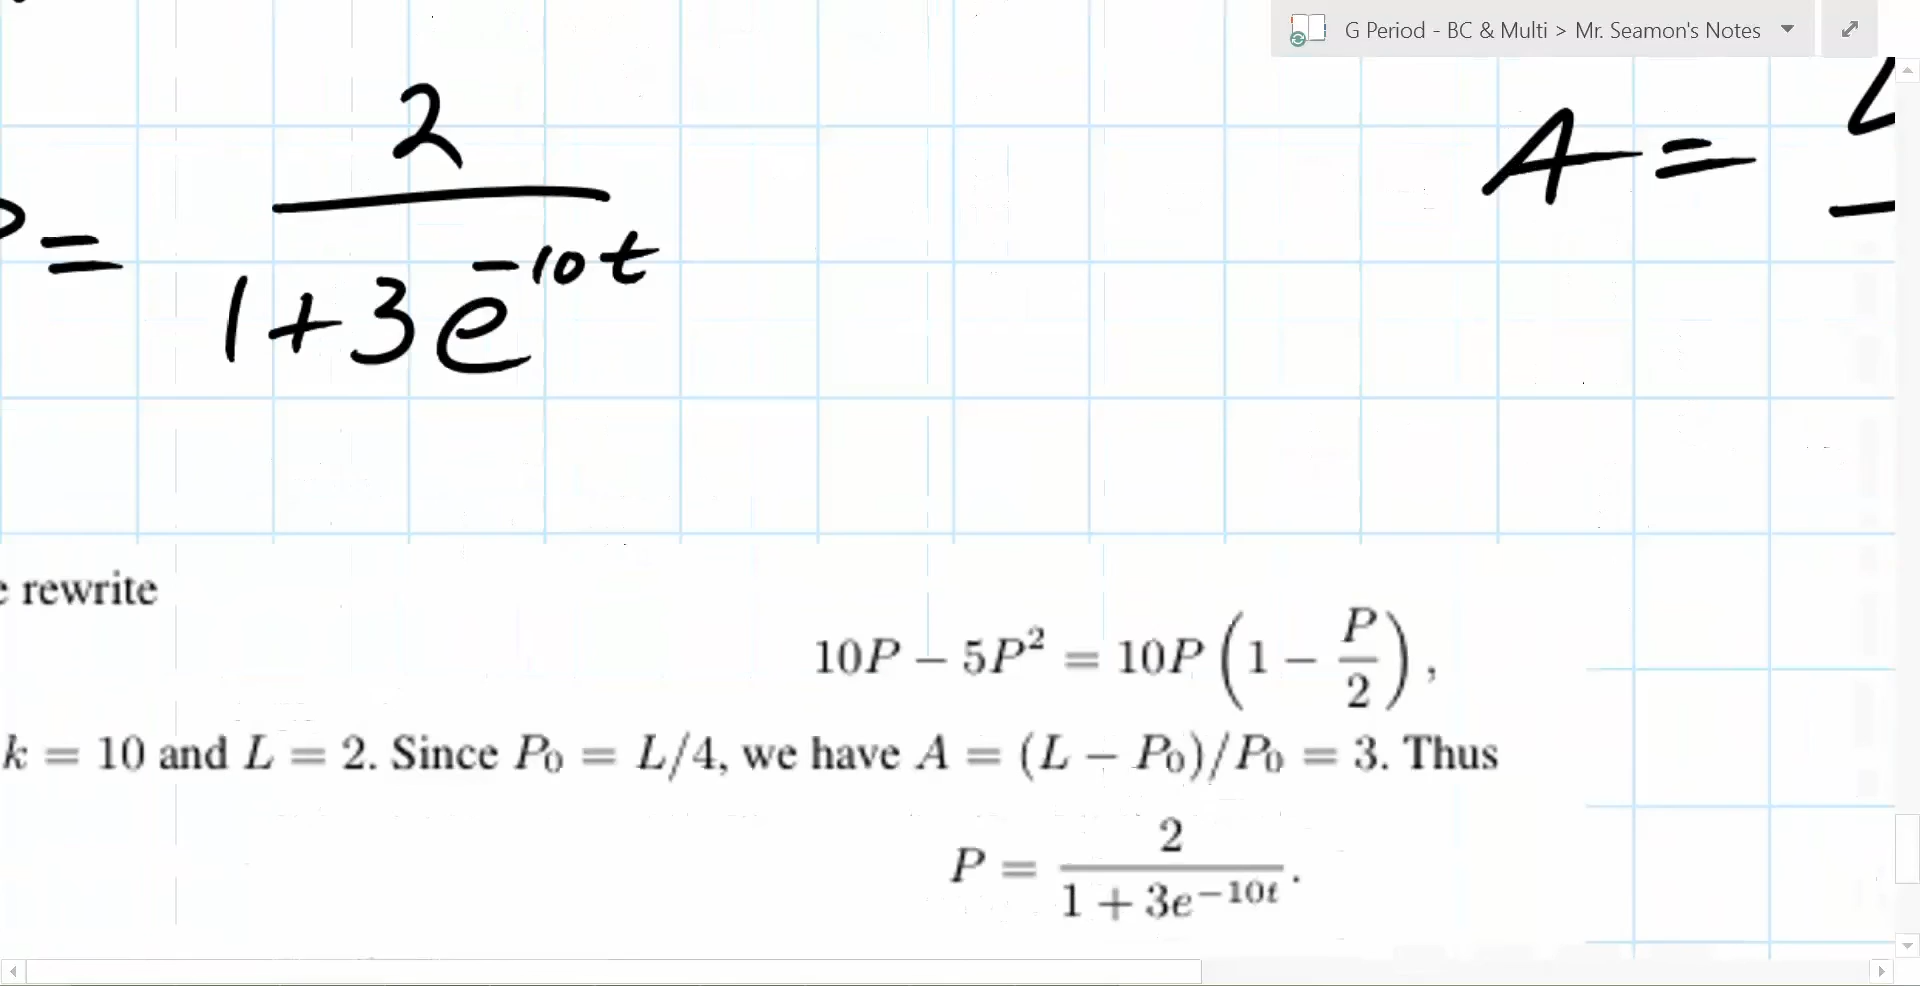 G Period - BC & Multi > Mr. Seamon's Notes
P = 2 / (1 + 3e^{-10t})
A = L
e rewrite
10P − 5P² = 10P (1 − P/2),
k = 10 and L = 2. Since P₀ = L/4, we have A = (L − P₀)/P₀ = 3. Thus
P = 2 / (1 + 3e^{−10t}).